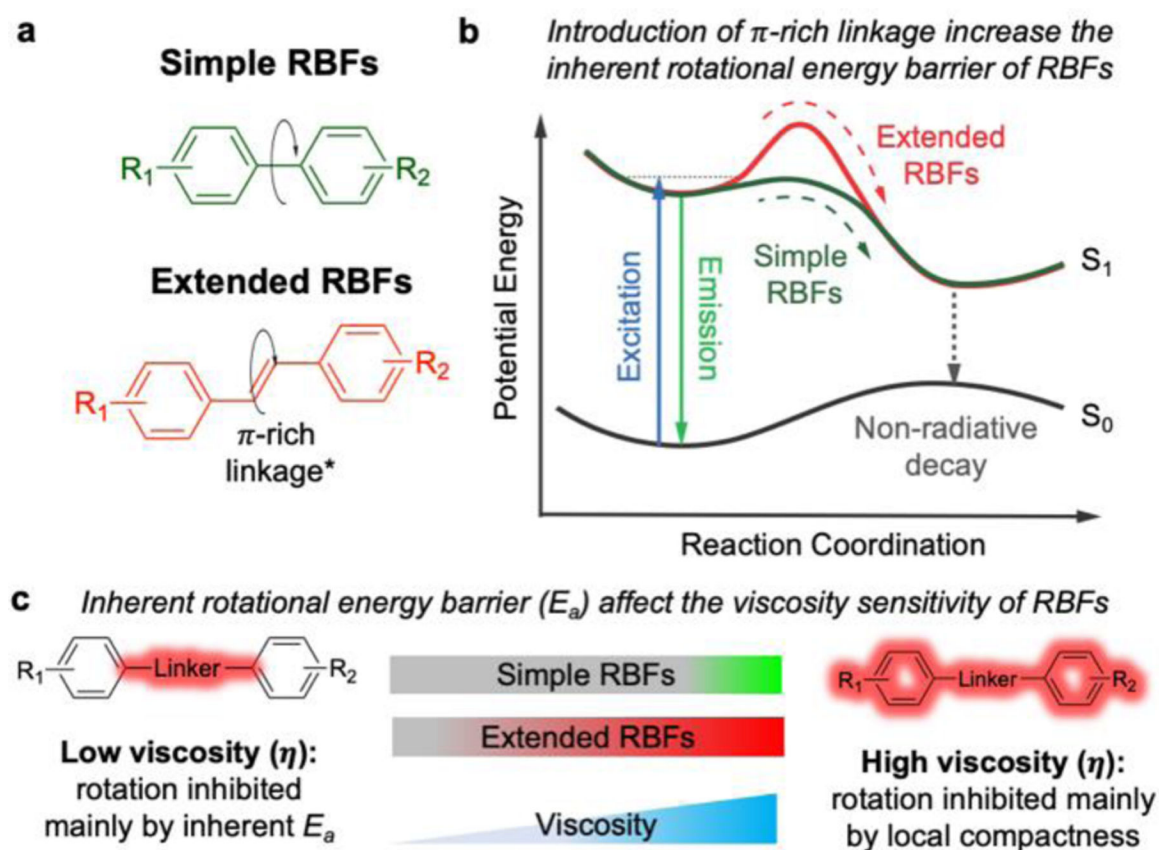 a
Simple RBFs
R1
R2
Extended RBFs
R1
R2
π-rich
linkage*
b
Introduction of π-rich linkage increase the
inherent rotational energy barrier of RBFs
Potential Energy
Extended
RBFs
Simple
RBFs
Excitation
Emission
S1
S0
Non-radiative
decay
Reaction Coordination
c
Inherent rotational energy barrier (Ea) affect the viscosity sensitivity of RBFs
R1
Linker
R2
Low viscosity (η):
rotation inhibited
mainly by inherent Ea
Simple RBFs
Extended RBFs
Viscosity
R1
Linker
R2
High viscosity (η):
rotation inhibited mainly
by local compactness